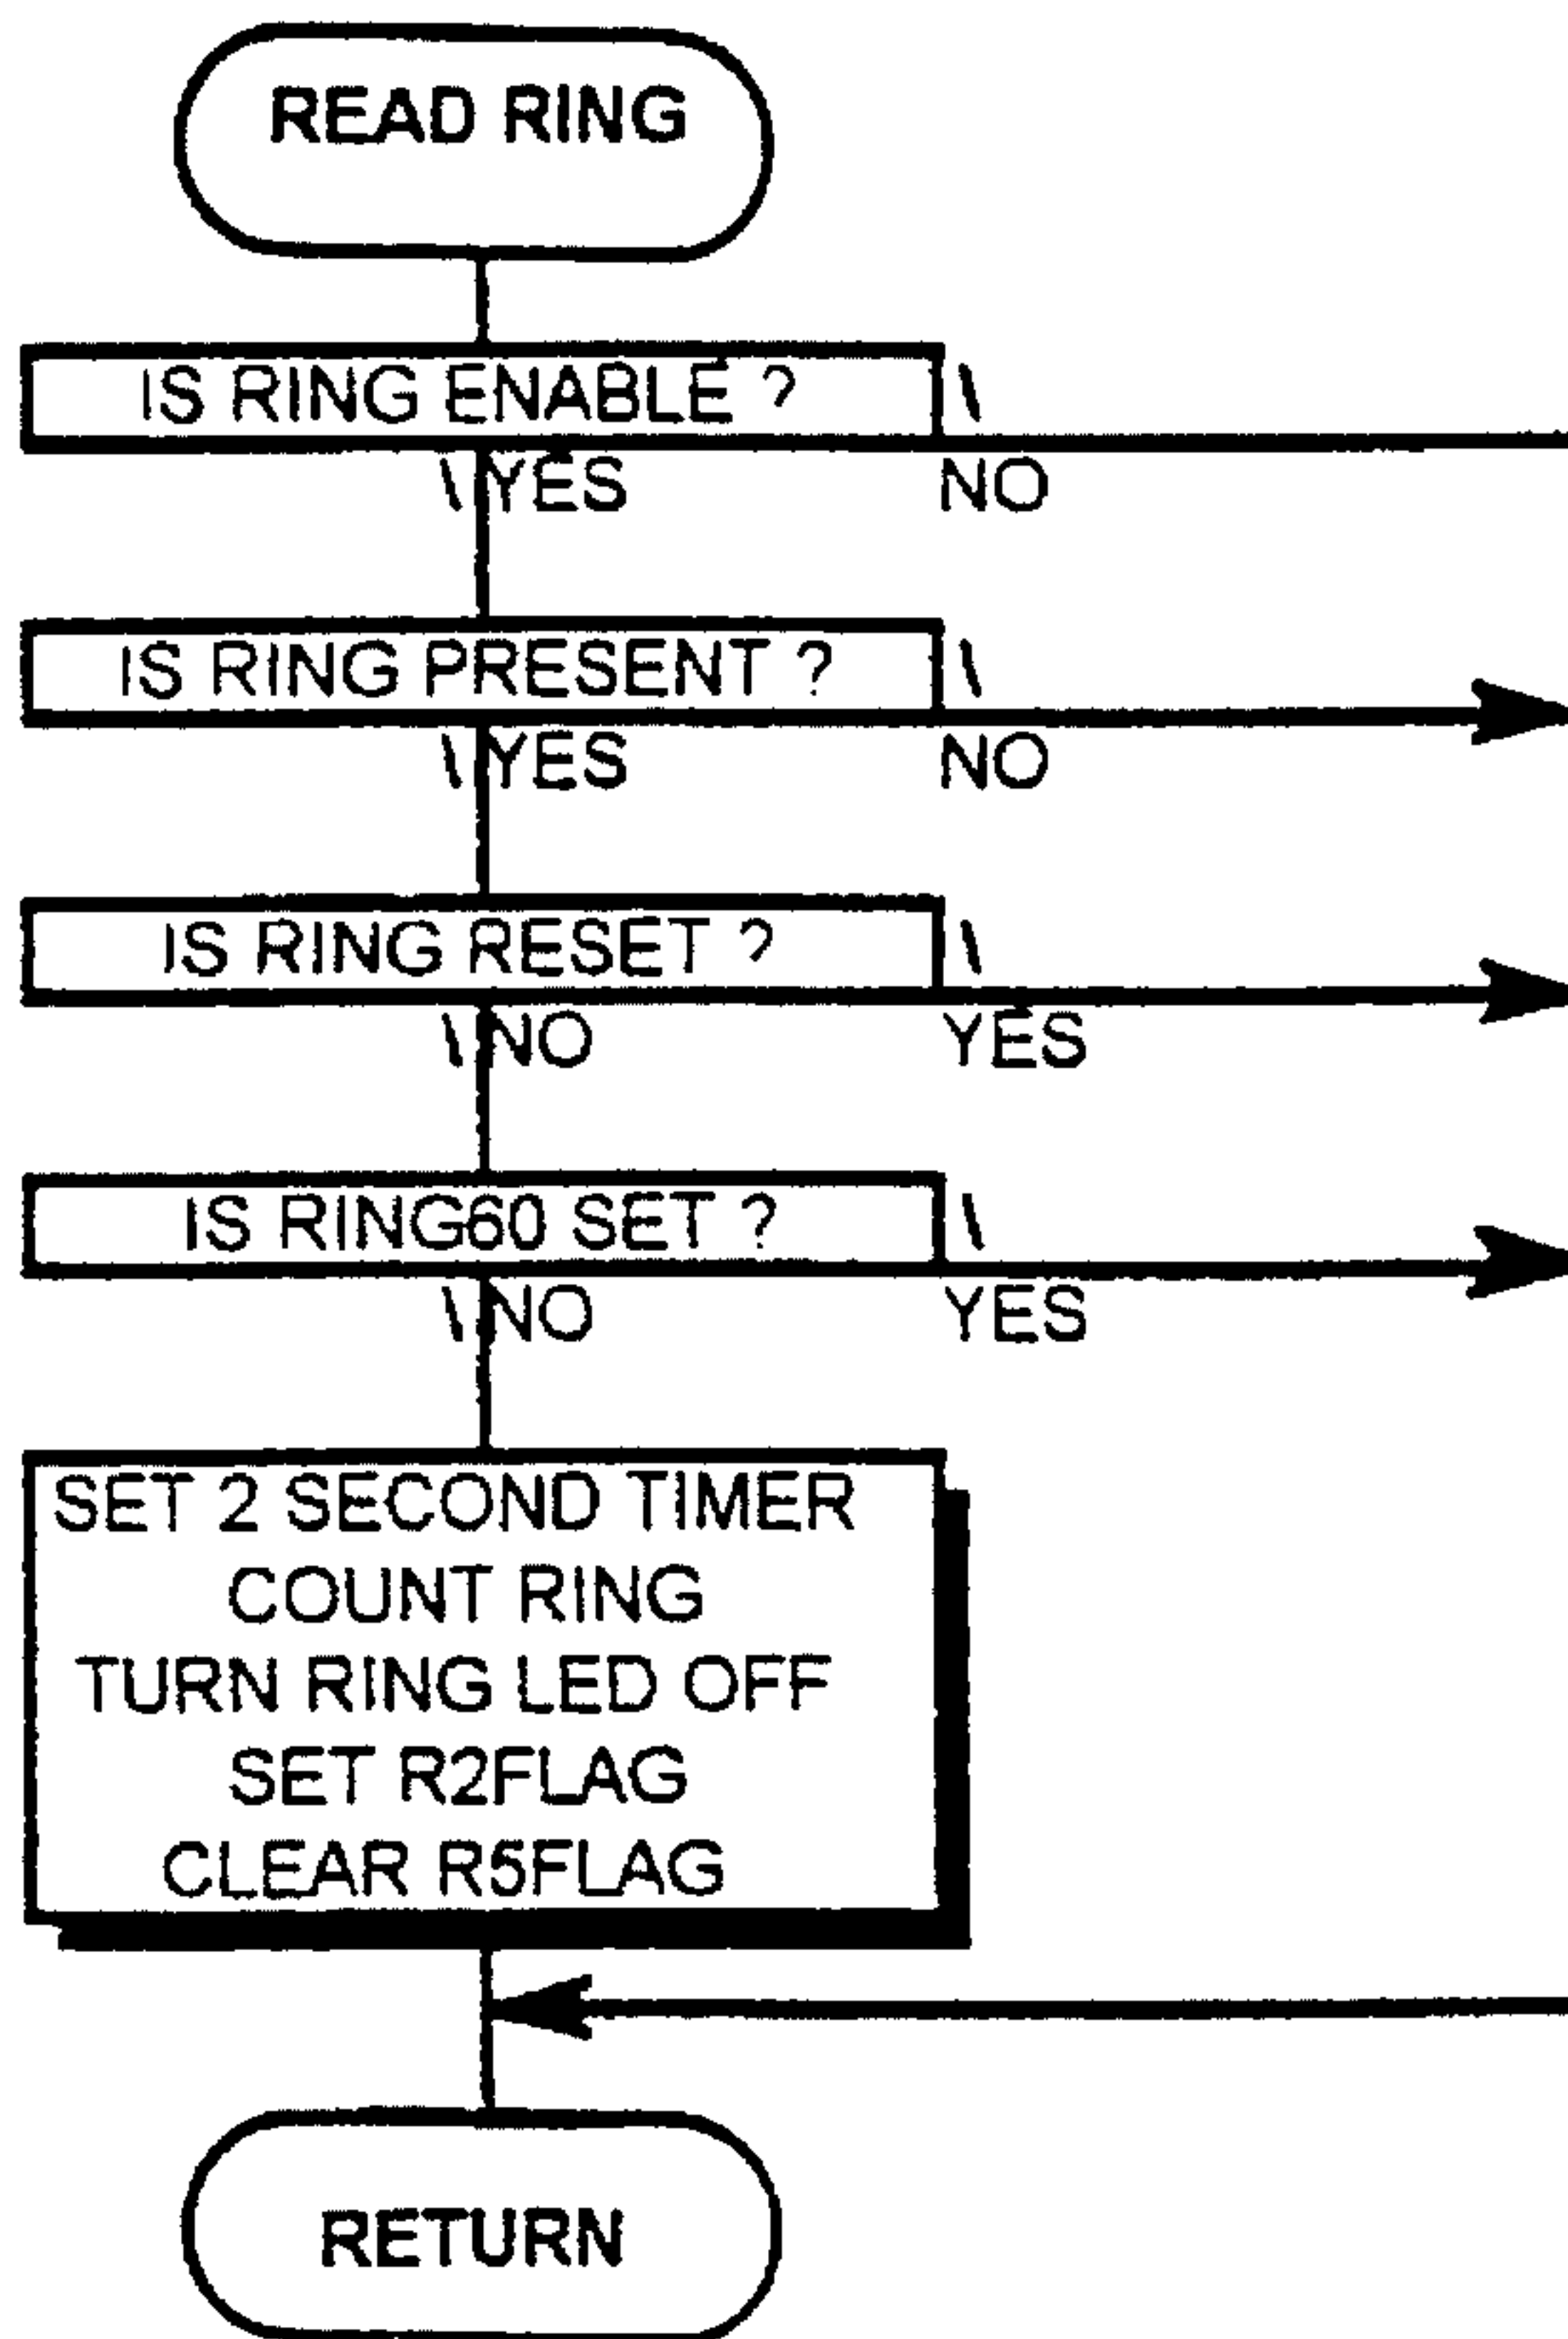 READ RING
IS RING ENABLE ? \
\ YES NO
IS RING PRESENT ? \
\ YES NO
IS RING RESET ? \
\ NO YES
IS RING60 SET ? \
\ NO YES
SET 2 SECOND TIMER
COUNT RING
TURN RING LED OFF
SET R2FLAG
CLEAR R5FLAG
RETURN